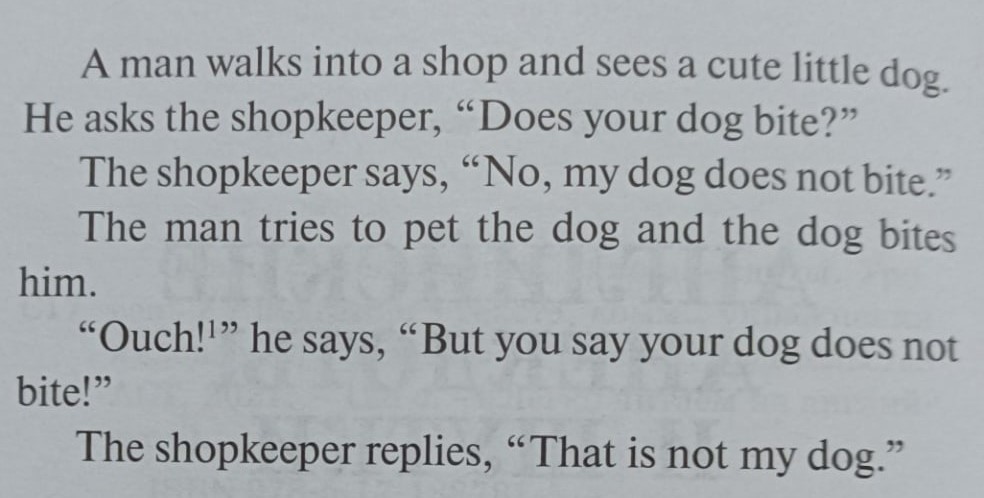 A man walks into a shop and sees a cute little dog.
He asks the shopkeeper, “Does your dog bite?”
The shopkeeper says, “No, my dog does not bite.”
The man tries to pet the dog and the dog bites
him.
“Ouch!¹” he says, “But you say your dog does not
bite!”
The shopkeeper replies, “That is not my dog.”